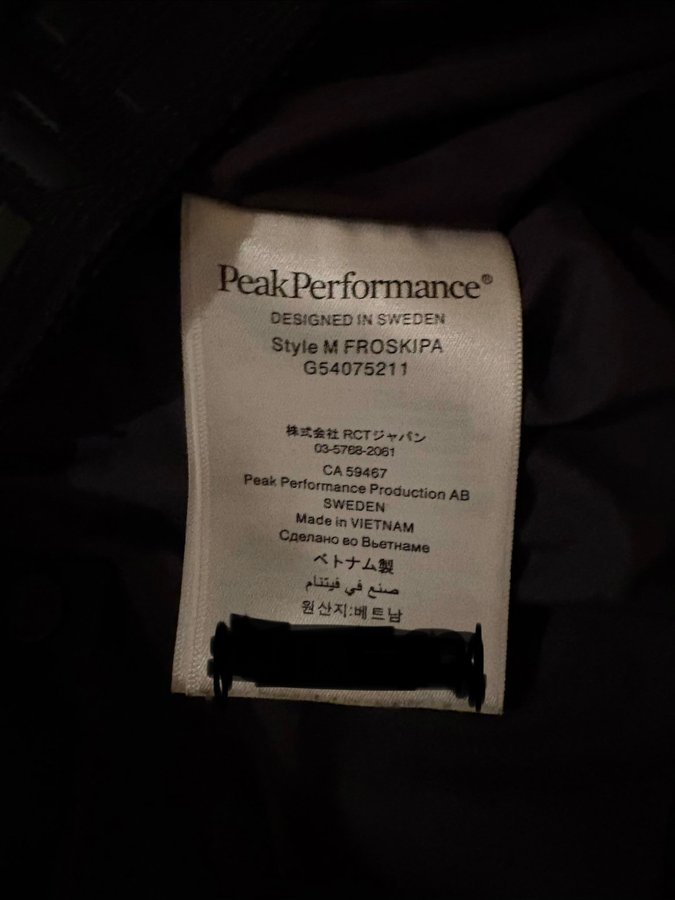 PeakPerformance®
DESIGNED IN SWEDEN
Style M FROSKIPA
G54075211
株式会社 RCTジャパン
03-5768-2061
CA 59467
Peak Performance Production AB
SWEDEN
Made in VIETNAM
Сделано во Вьетнаме
ベトナム製
صنع في فيتنام
원산지:베트남